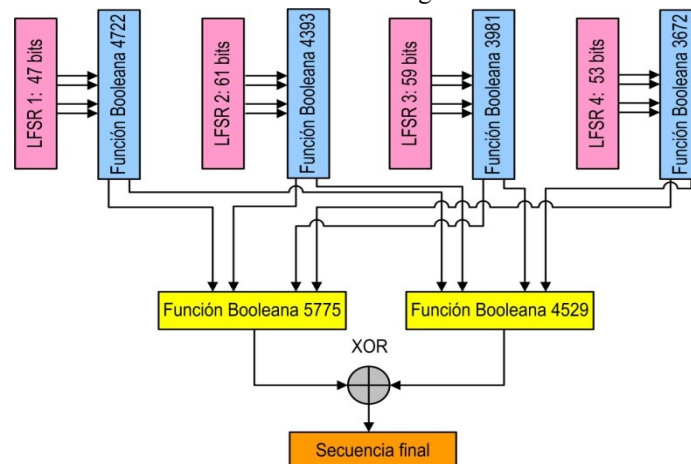 LFSR 1: 47 bits
Función Booleana 4722
LFSR 2: 61 bits
Función Booleana 4393
LFSR 3: 59 bits
Función Booleana 3981
LFSR 4: 53 bits
Función Booleana 3672
Función Booleana 5775
Función Booleana 4529
XOR
Secuencia final